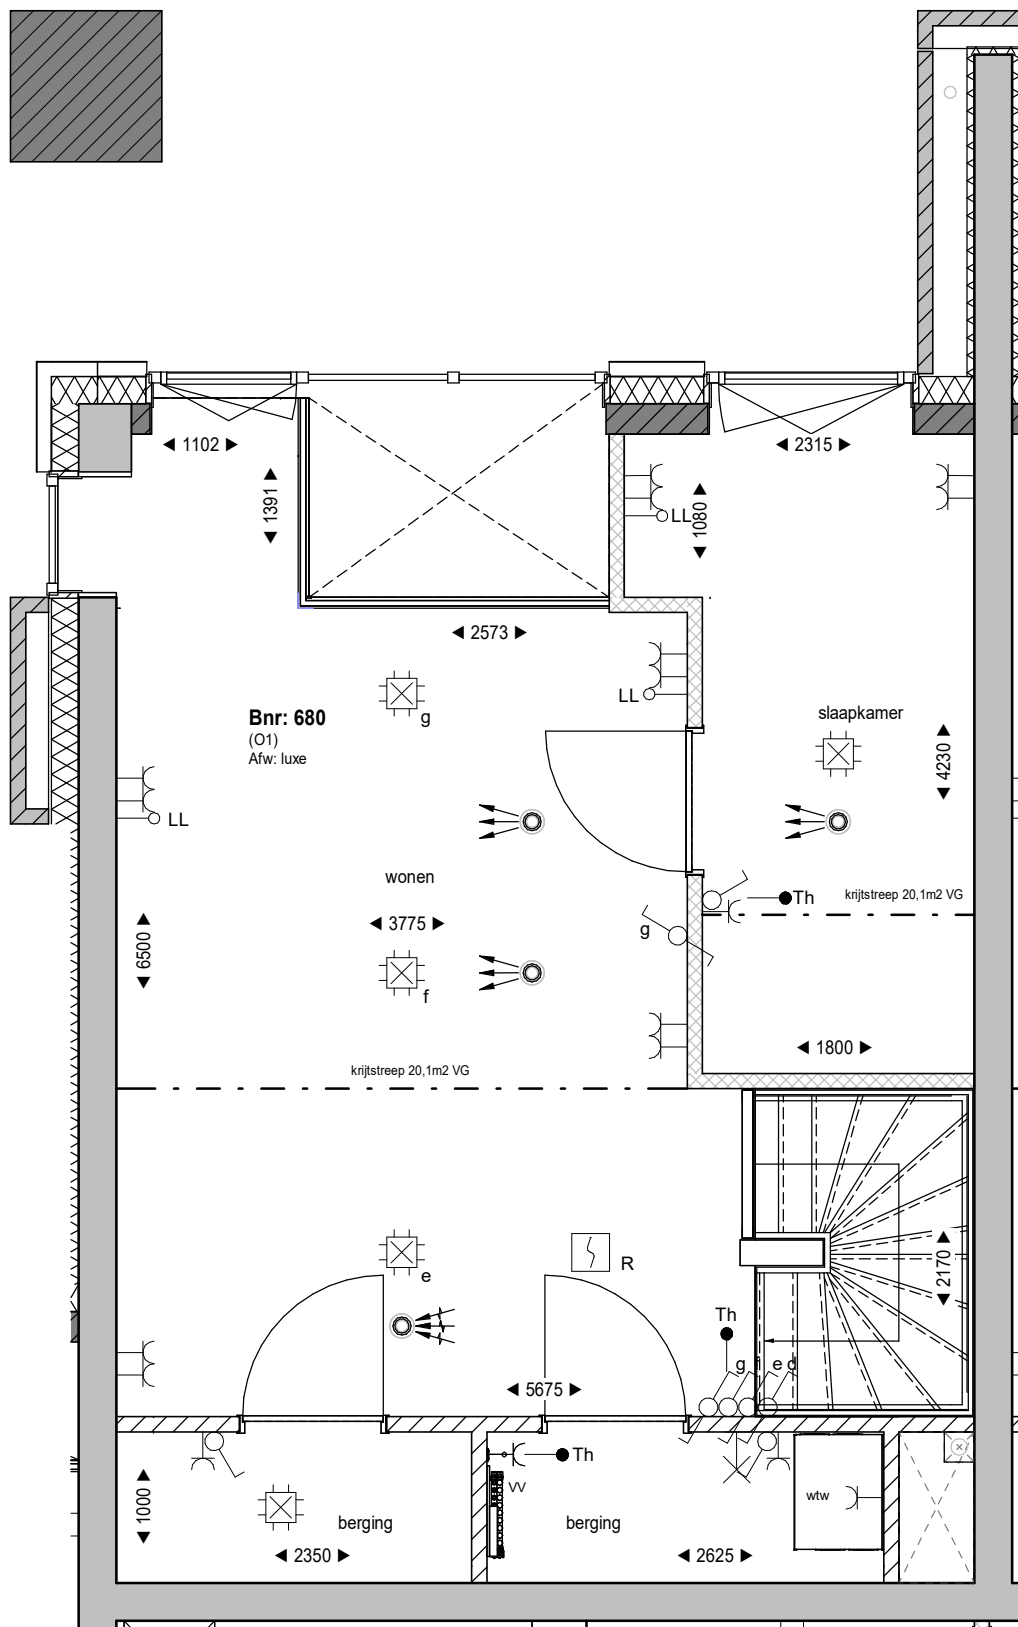 1102
2315
1391
1080
LL
2573
LL
slaapkamer
Bnr: 680
(O1)
Afw: luxe
g
4230
LL
wonen
Th
krijtstreep 20,1m2 VG
3775
g
6500
f
1800
krijtstreep 20,1m2 VG
2170
e
R
Th
g
e d
5675
Th
VV
wtw
1000
berging
berging
2350
2625